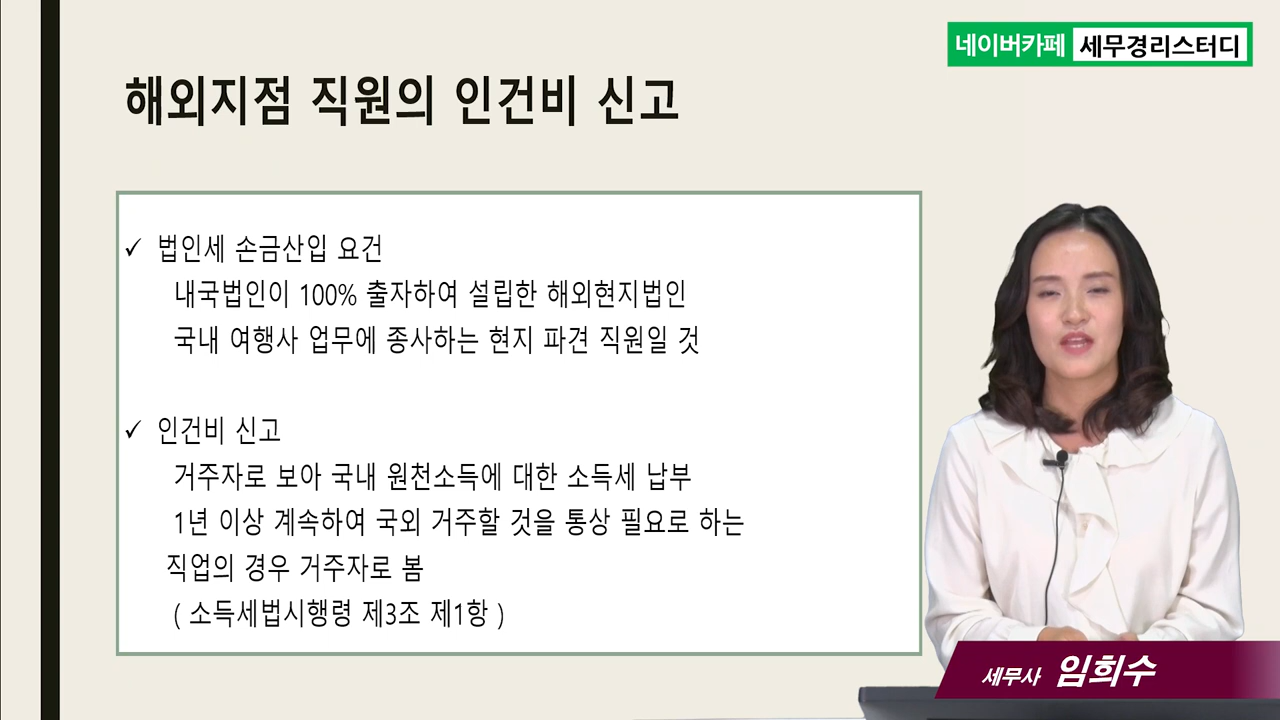 네이버카페 세무경리스터디
해외지점 직원의 인건비 신고
✓ 법인세 손금산입 요건
내국법인이 100% 출자하여 설립한 해외현지법인
국내 여행사 업무에 종사하는 현지 파견 직원일 것
✓ 인건비 신고
거주자로 보아 국내 원천소득에 대한 소득세 납부
1년 이상 계속하여 국외 거주할 것을 통상 필요로 하는
직업의 경우 거주자로 봄
( 소득세법시행령 제3조 제1항 )
세무사 임희수